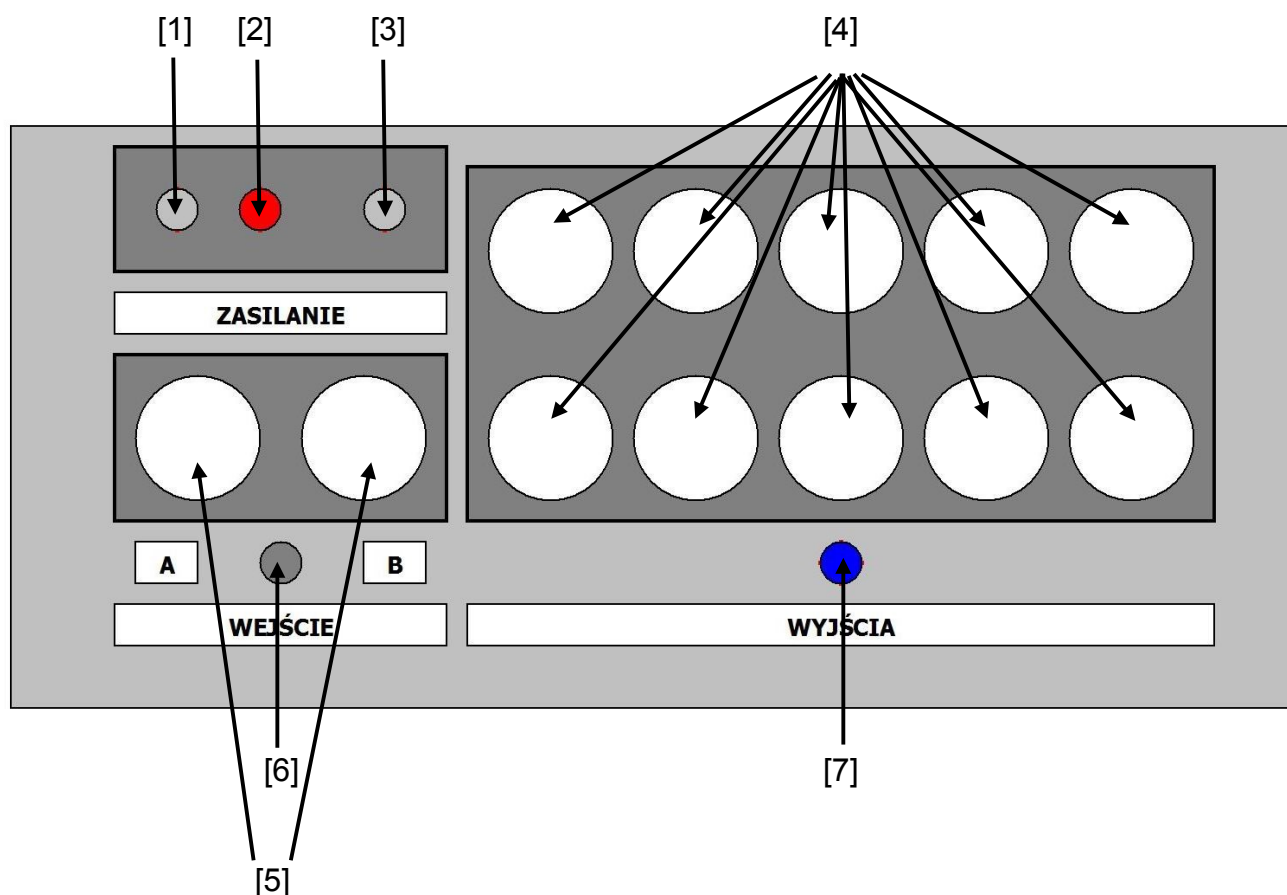 [1] [2] [3] [4]
ZASILANIE
A B
WEJŚCIE WYJŚCIA
[6] [7]
[5]